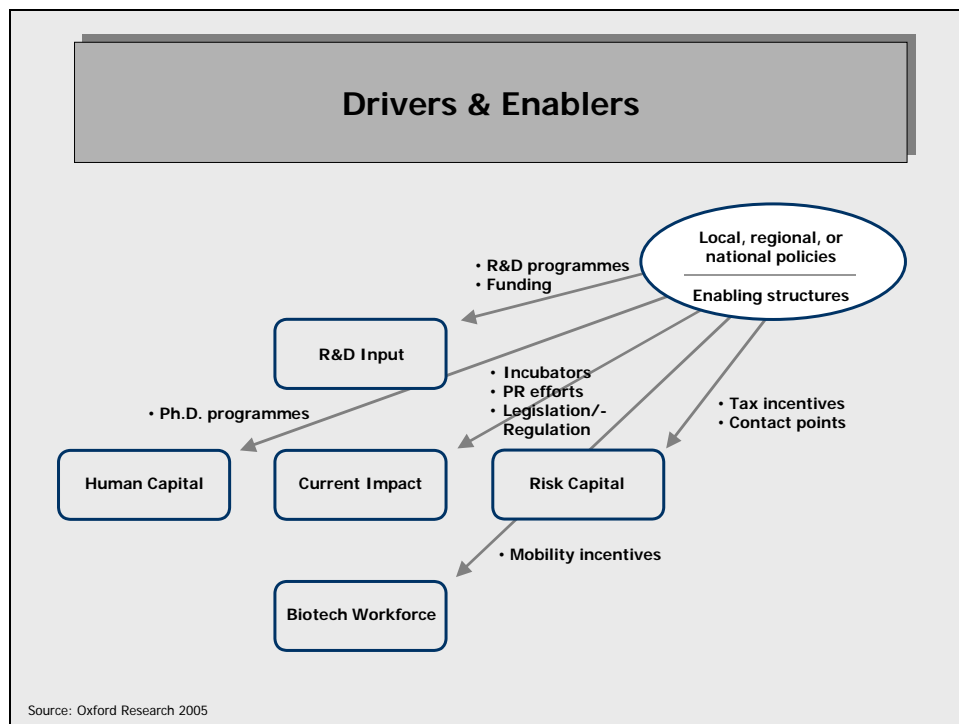 Drivers & Enablers
Local, regional, or
national policies
Enabling structures
• R&D programmes
• Funding
R&D Input
• Incubators
• PR efforts
• Legislation/-
Regulation
• Tax incentives
• Contact points
• Ph.D. programmes
Human Capital
Current Impact
Risk Capital
• Mobility incentives
Biotech Workforce
Source: Oxford Research 2005